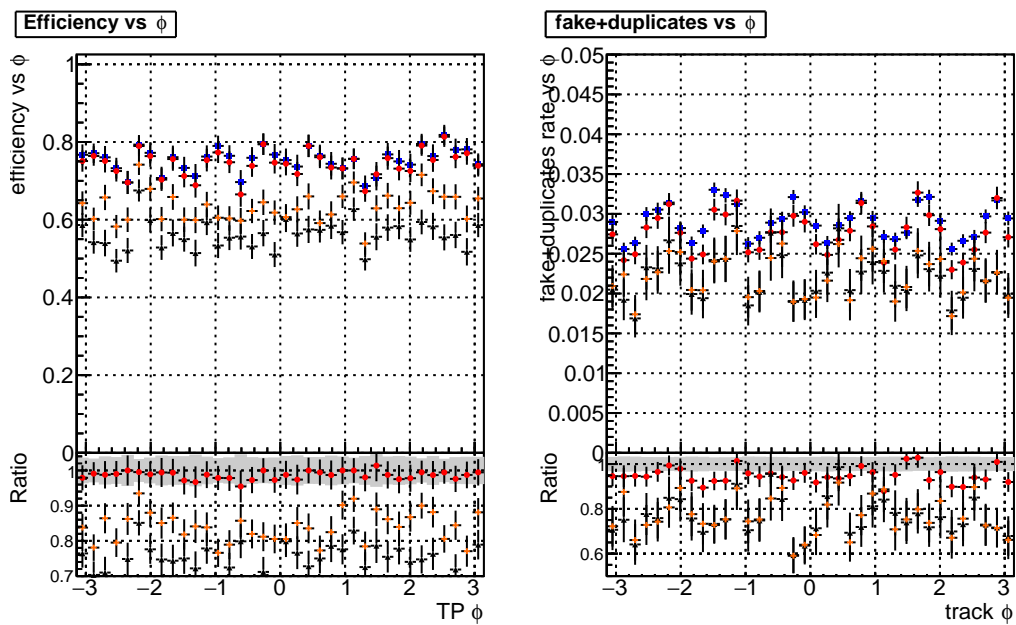 Efficiency vs ϕ
efficiency vs ϕ
1
0.8
0.6
0.4
0.2
0
Ratio
1
0.9
0.8
0.7
−3 −2 −1 0 1 2 3
TP ϕ
fake+duplicates vs ϕ
fake+duplicates rate vs ϕ
0.05
0.045
0.04
0.035
0.03
0.025
0.02
0.015
0.01
0.005
0
Ratio
1
0.8
0.6
−3 −2 −1 0 1 2 3
track ϕ